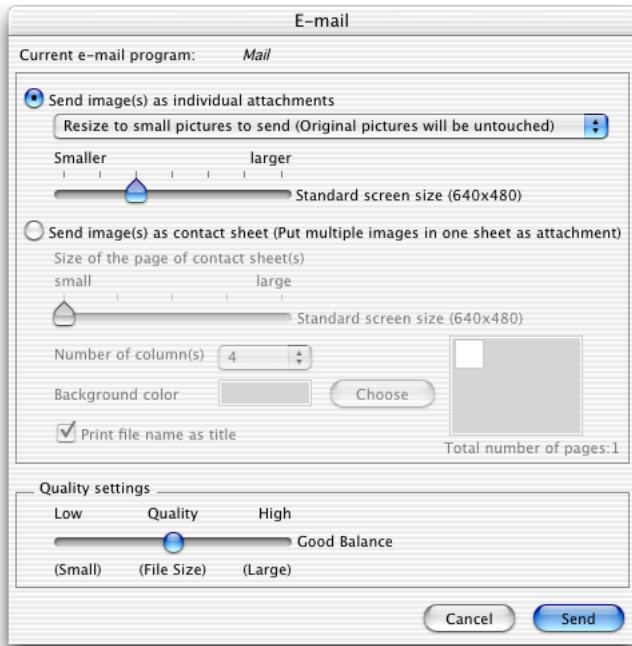 E-mail
Current e-mail program: Mail
Send image(s) as individual attachments
Resize to small pictures to send (Original pictures will be untouched)
Smaller larger
Standard screen size (640x480)
Send image(s) as contact sheet (Put multiple images in one sheet as attachment)
Size of the page of contact sheet(s)
small large
Standard screen size (640x480)
Number of column(s) 4
Background color Choose
Print file name as title
Total number of pages:1
Quality settings
Low Quality High
Good Balance
(Small) (File Size) (Large)
Cancel Send